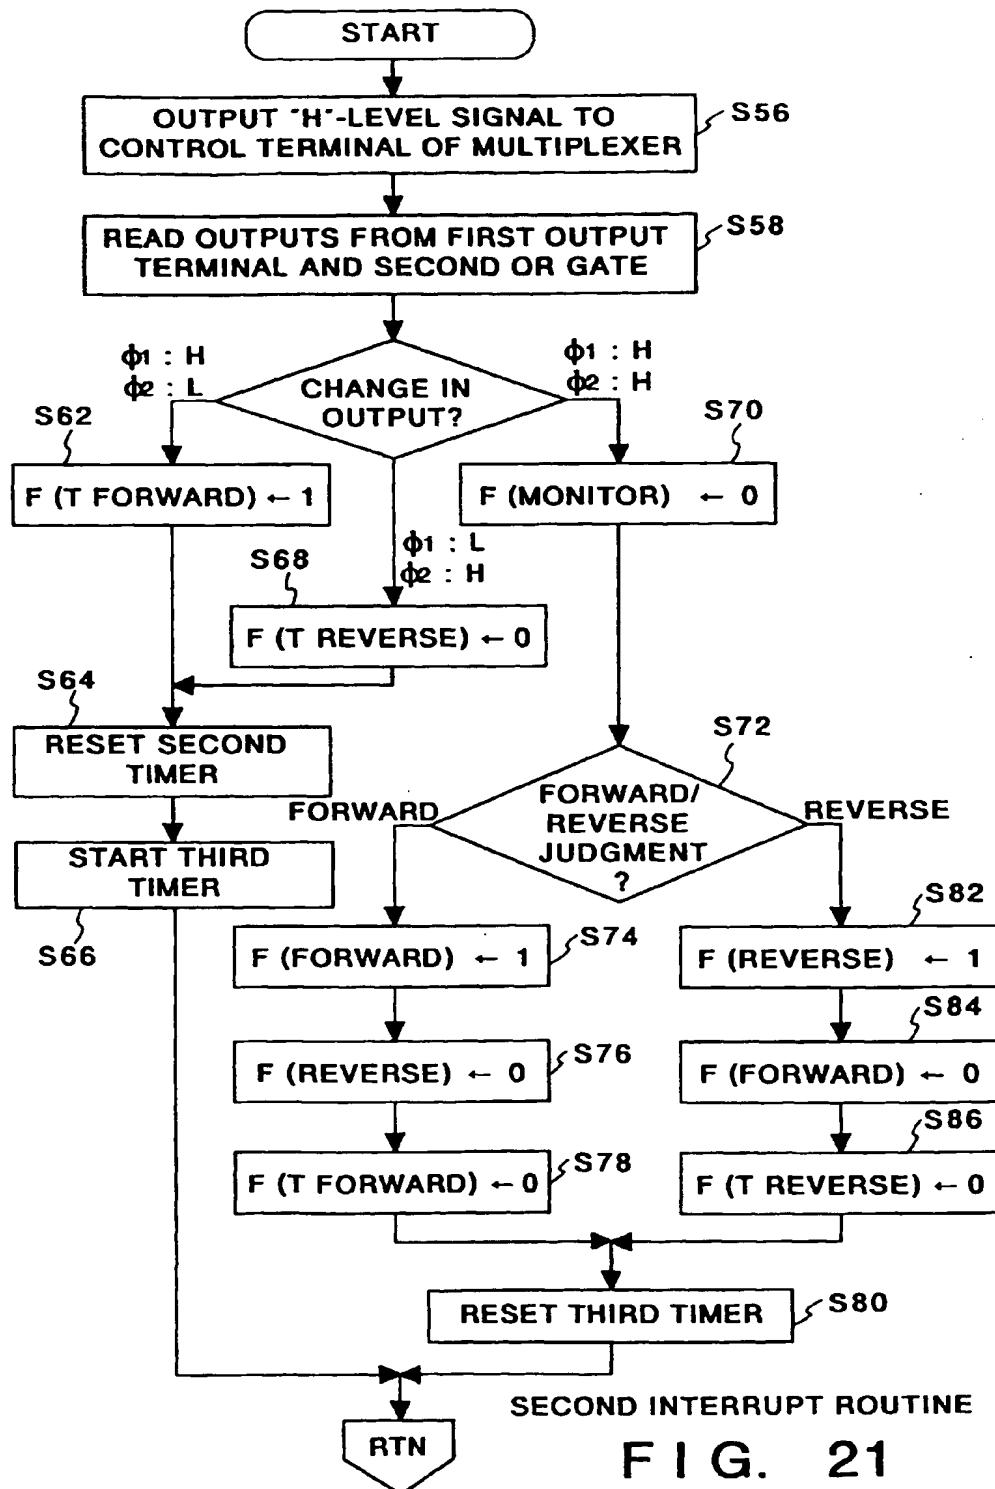 START
OUTPUT "H"-LEVEL SIGNAL TO
CONTROL TERMINAL OF MULTIPLEXER
S56
READ OUTPUTS FROM FIRST OUTPUT
TERMINAL AND SECOND OR GATE
S58
CHANGE IN
OUTPUT?
ϕ1 : H
ϕ2 : L
ϕ1 : H
ϕ2 : H
S62
F (T FORWARD) ← 1
S70
F (MONITOR) ← 0
ϕ1 : L
ϕ2 : H
S68
F (T REVERSE) ← 0
S64
RESET SECOND
TIMER
START THIRD
TIMER
S66
S72
FORWARD/
REVERSE
JUDGMENT
?
FORWARD
REVERSE
F (FORWARD) ← 1
S74
S82
F (REVERSE) ← 1
F (REVERSE) ← 0
S76
S84
F (FORWARD) ← 0
F (T FORWARD) ← 0
S78
S86
F (T REVERSE) ← 0
RESET THIRD TIMER
S80
RTN
SECOND INTERRUPT ROUTINE
FIG. 21